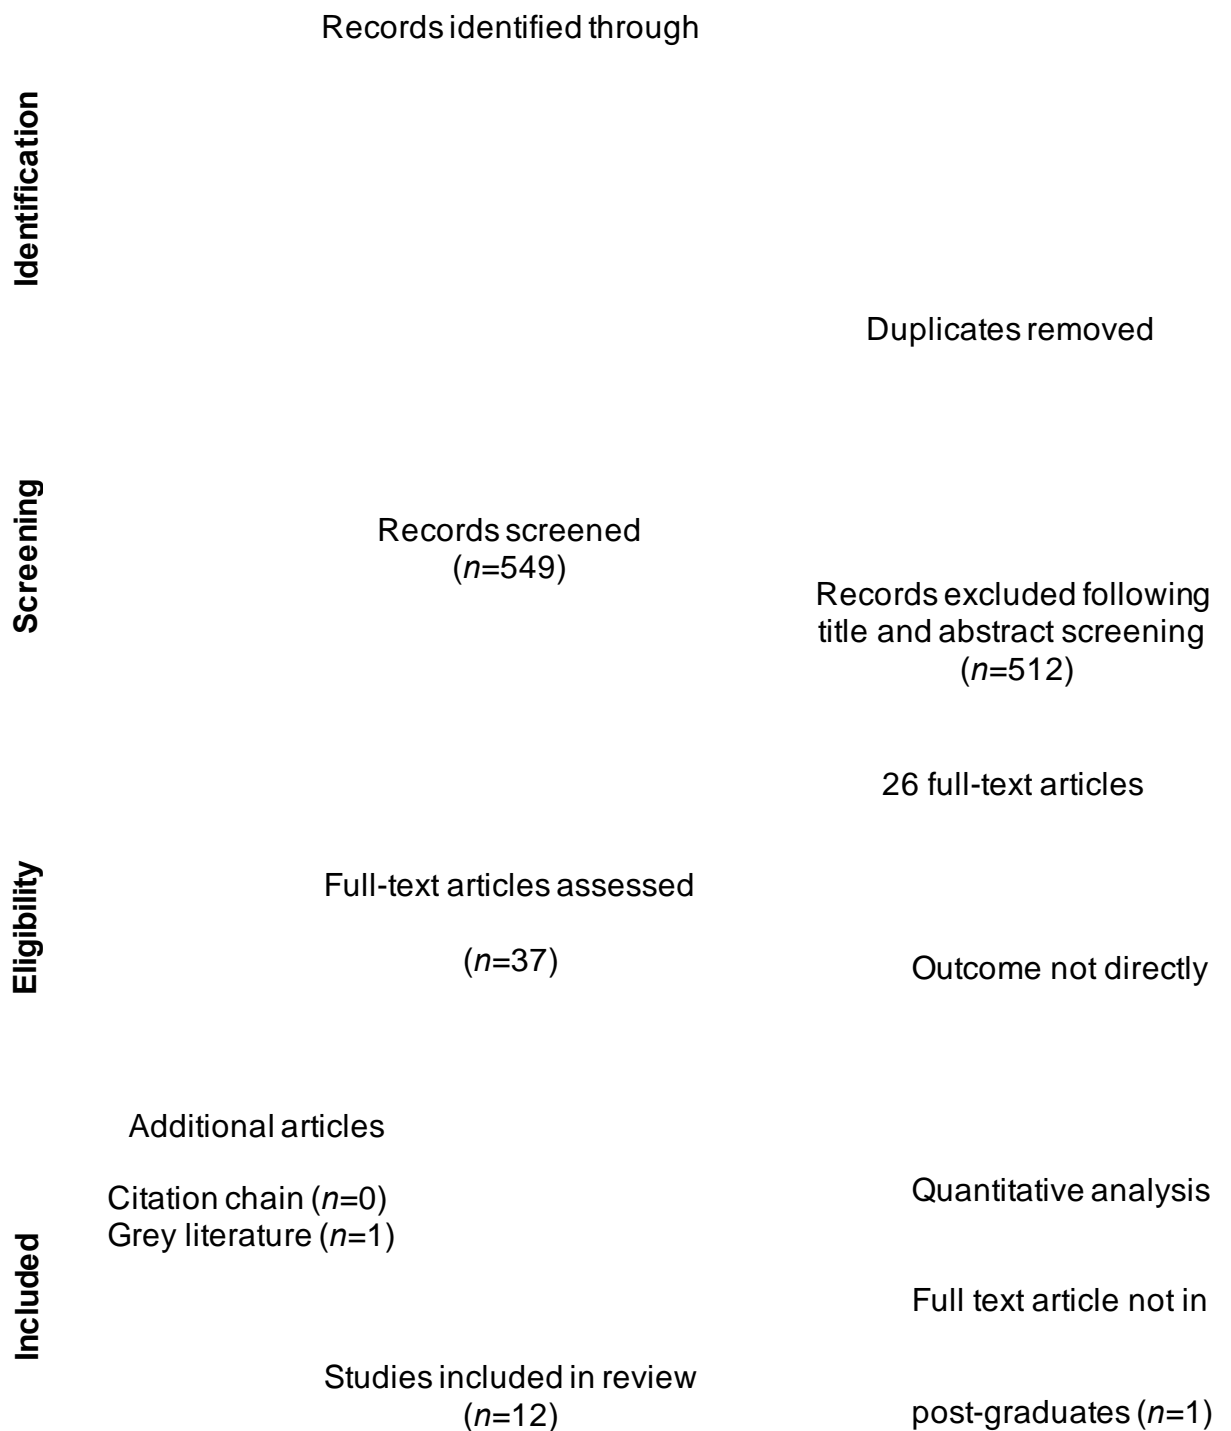 Records identified through
Identification
Duplicates removed
Screening
Records screened
(n=549)
Records excluded following
title and abstract screening
(n=512)
26 full-text articles
Eligibility
Full-text articles assessed
(n=37)
Outcome not directly
Additional articles
Citation chain (n=0)
Grey literature (n=1)
Quantitative analysis
Included
Full text article not in
Studies included in review
(n=12)
post-graduates (n=1)